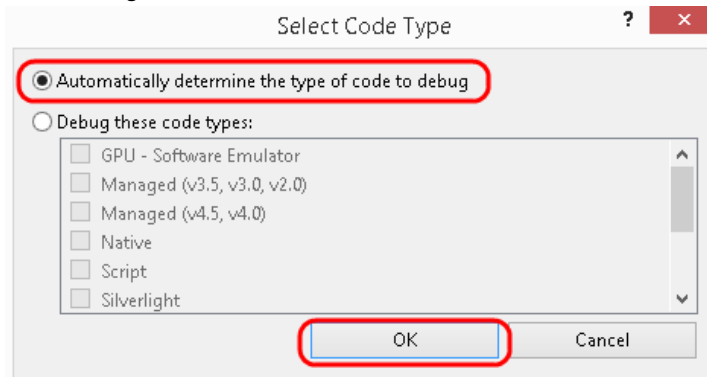 Select Code Type ?
Automatically determine the type of code to debug
Debug these code types:
GPU - Software Emulator
Managed (v3.5, v3.0, v2.0)
Managed (v4.5, v4.0)
Native
Script
Silverlight
OK Cancel